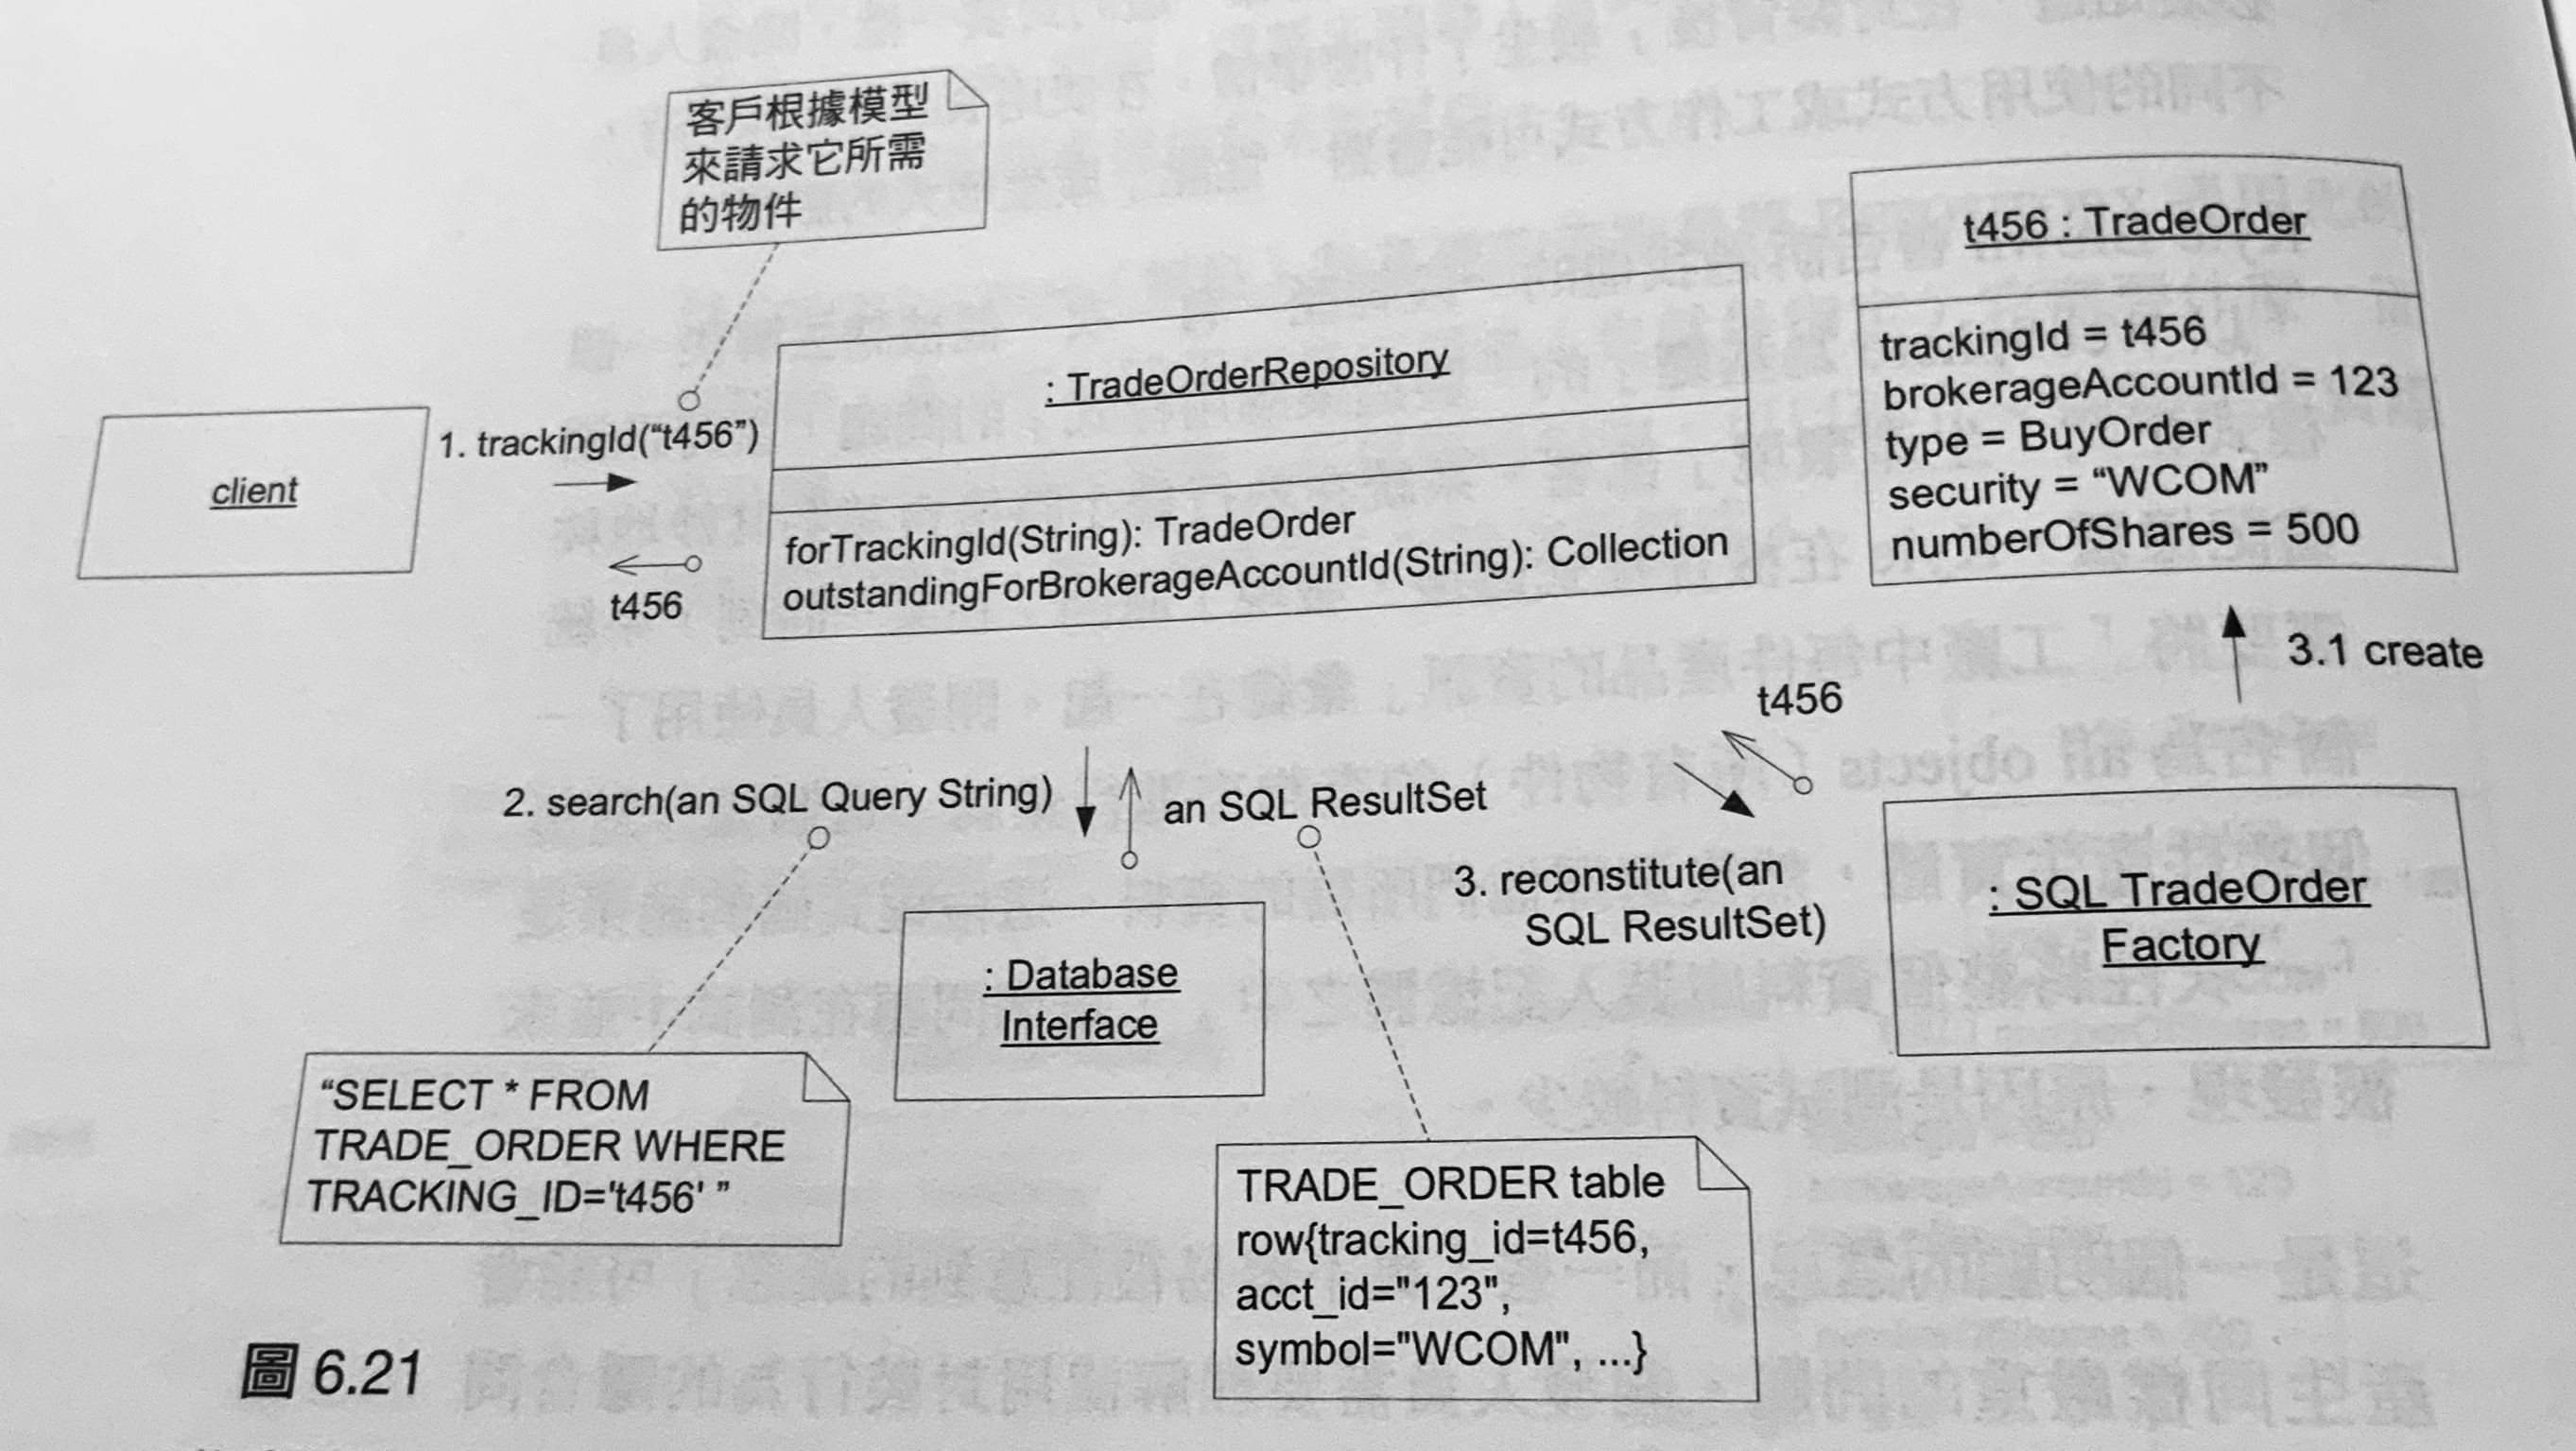 客戶根據模型
來請求它所需
的物件
client
1. trackingId(“t456”)
t456
: TradeOrderRepository
forTrackingId(String): TradeOrder
outstandingForBrokerageAccountId(String): Collection
t456 : TradeOrder
trackingId = t456
brokerageAccountId = 123
type = BuyOrder
security = “WCOM”
numberOfShares = 500
3.1 create
t456
2. search(an SQL Query String)
an SQL ResultSet
3. reconstitute(an
SQL ResultSet)
: SQL TradeOrder
Factory
: Database
Interface
“SELECT * FROM
TRADE_ORDER WHERE
TRACKING_ID='t456' ”
TRADE_ORDER table
row{tracking_id=t456,
acct_id="123",
symbol="WCOM", ...}
圖 6.21